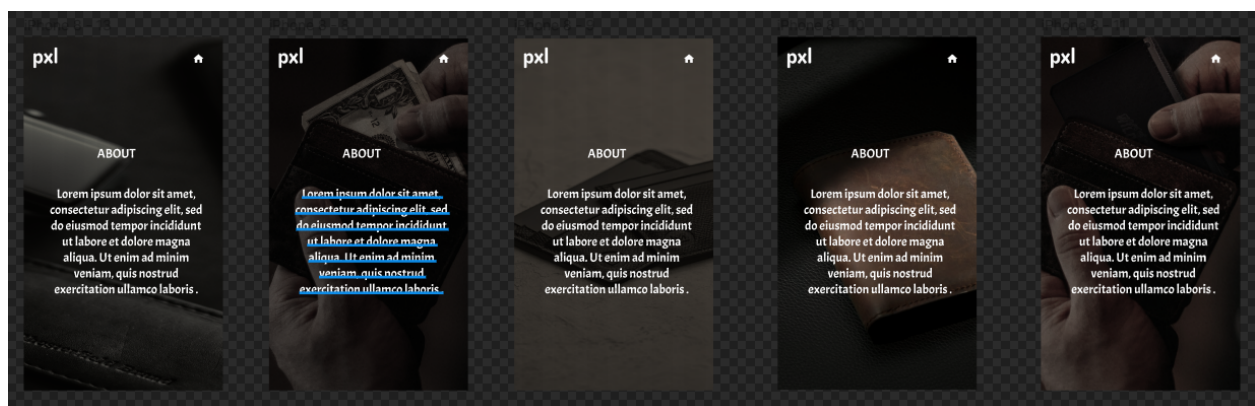 pxl
ABOUT
Lorem ipsum dolor sit amet,
consectetur adipiscing elit, sed
do eiusmod tempor incididunt
ut labore et dolore magna
aliqua. Ut enim ad minim
veniam, quis nostrud
exercitation ullamco laboris .
pxl
ABOUT
Lorem ipsum dolor sit amet,
consectetur adipiscing elit, sed
do eiusmod tempor incididunt
ut labore et dolore magna
aliqua. Ut enim ad minim
veniam, quis nostrud
exercitation ullamco laboris .
pxl
ABOUT
Lorem ipsum dolor sit amet,
consectetur adipiscing elit, sed
do eiusmod tempor incididunt
ut labore et dolore magna
aliqua. Ut enim ad minim
veniam, quis nostrud
exercitation ullamco laboris .
pxl
ABOUT
Lorem ipsum dolor sit amet,
consectetur adipiscing elit, sed
do eiusmod tempor incididunt
ut labore et dolore magna
aliqua. Ut enim ad minim
veniam, quis nostrud
exercitation ullamco laboris .
pxl
ABOUT
Lorem ipsum dolor sit amet,
consectetur adipiscing elit, sed
do eiusmod tempor incididunt
ut labore et dolore magna
aliqua. Ut enim ad minim
veniam, quis nostrud
exercitation ullamco laboris .